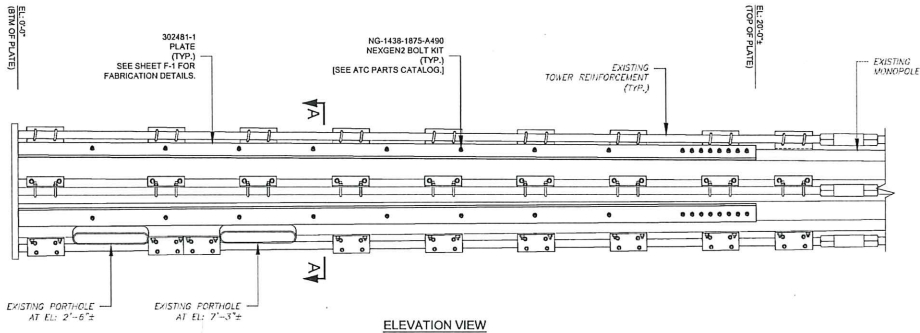 EL: 0'-0"
(BTM OF PLATE)
302481-1
PLATE
(TYP.)
SEE SHEET F-1 FOR
FABRICATION DETAILS.
NG-1438-1875-A490
NEXGEN2 BOLT KIT
(TYP.)
[SEE ATC PARTS CATALOG.]
EXISTING
TOWER REINFORCEMENT
(TYP.)
EL: 20'-0"±
(TOP OF PLATE)
EXISTING
MONOPOLE
A
A
EXISTING PORTHOLE
AT EL: 2'-6"±
EXISTING PORTHOLE
AT EL: 7'-3"±
ELEVATION VIEW